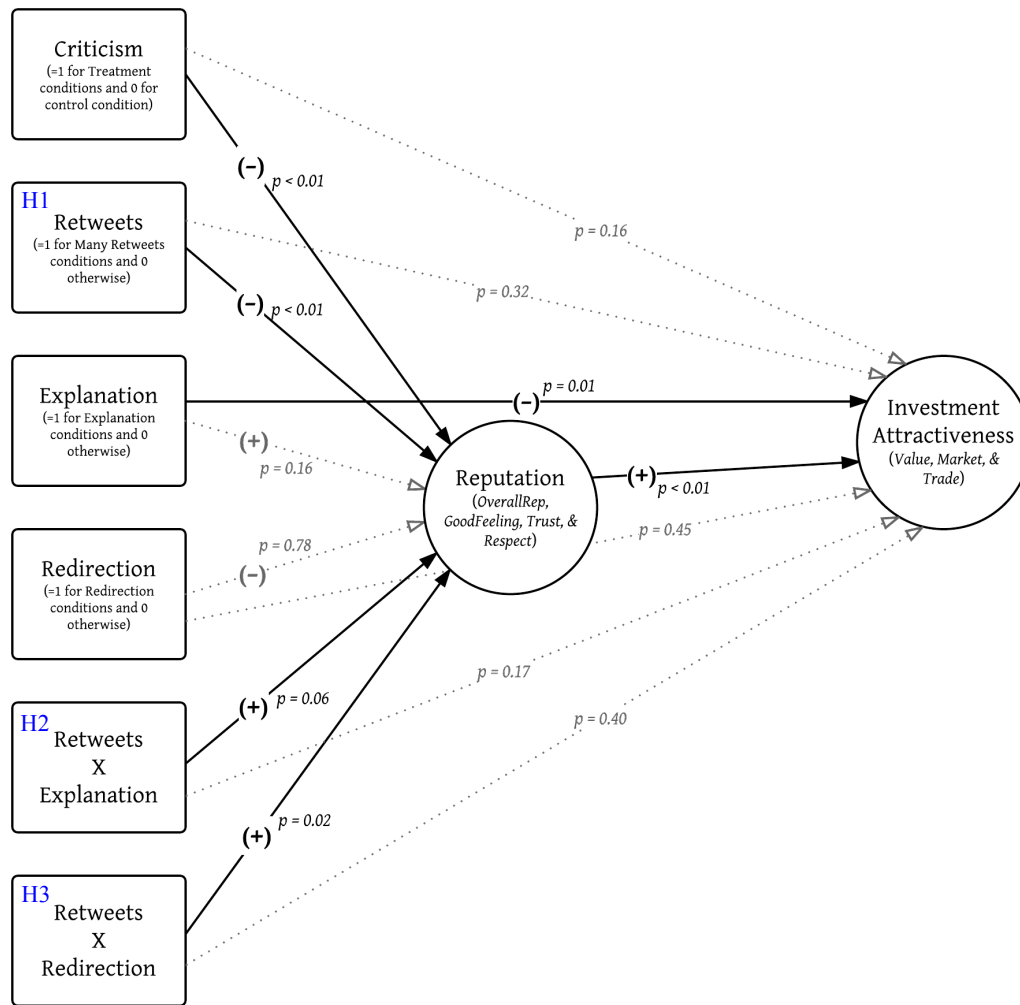 Criticism
(=1 for Treatment
conditions and 0 for
control condition)
(−)
p < 0.01
p = 0.16
H1
Retweets
(=1 for Many Retweets
conditions and 0
otherwise)
(−)
p < 0.01
p = 0.32
Explanation
(=1 for Explanation
conditions and 0
otherwise)
(−)
p = 0.01
(+)
p = 0.16
Investment
Attractiveness
(Value, Market, &
Trade)
Reputation
(OverallRep,
GoodFeeling, Trust, &
Respect)
(+)
p < 0.01
Redirection
(=1 for Redirection
conditions and 0
otherwise)
p = 0.78
(−)
p = 0.45
H2
Retweets
X
Explanation
(+)
p = 0.06
p = 0.17
H3
Retweets
X
Redirection
(+)
p = 0.02
p = 0.40